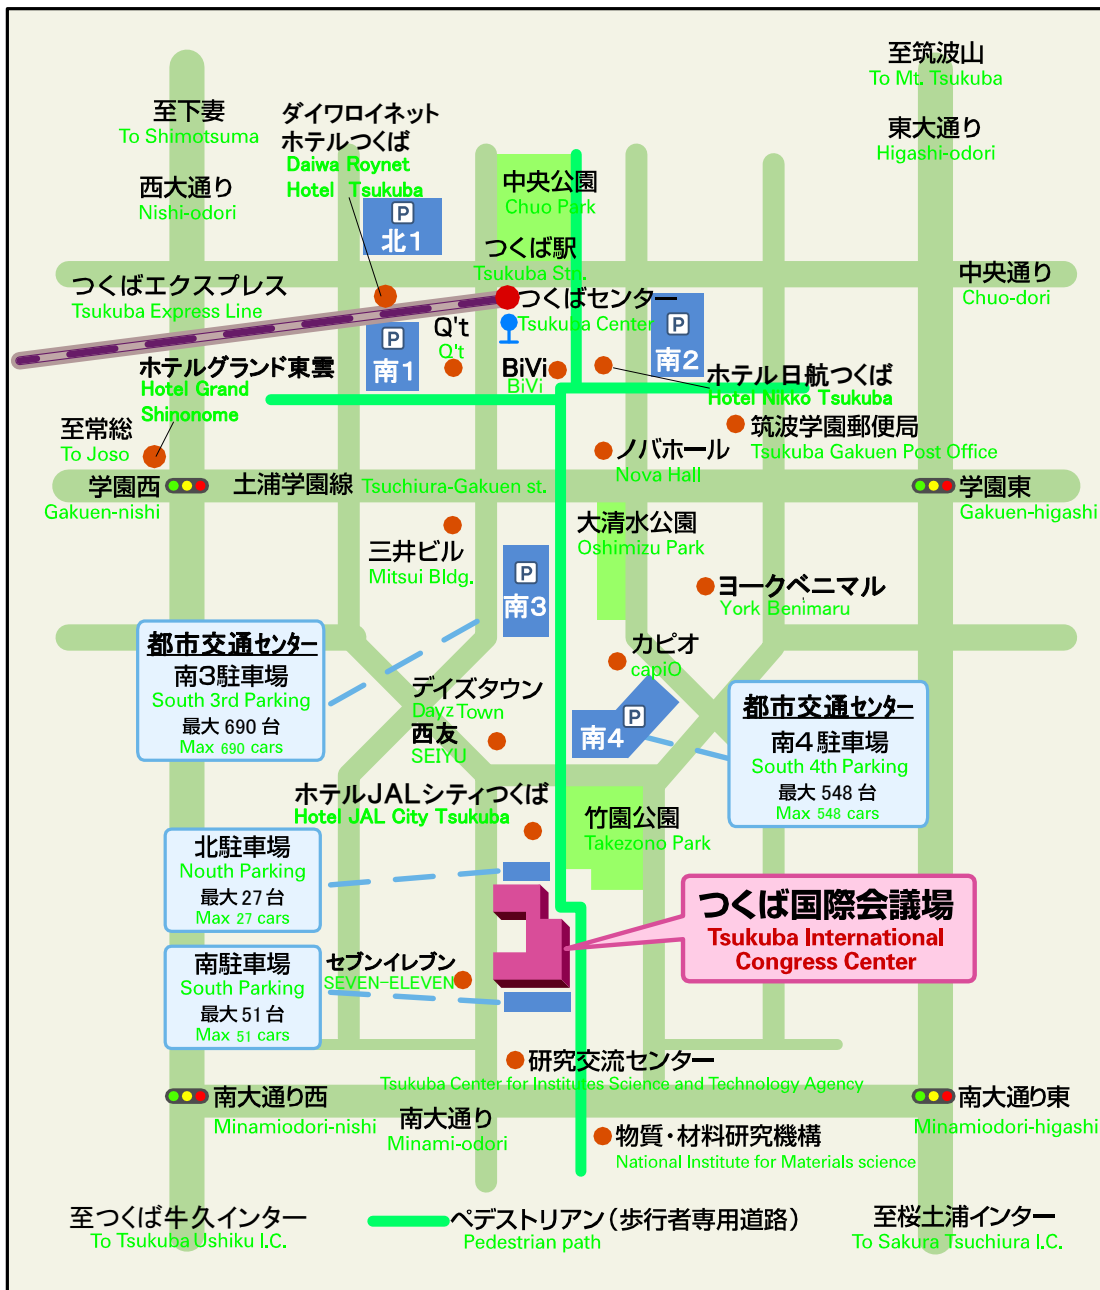 至筑波山
To Mt. Tsukuba
至下妻
To Shimotsuma
ダイワロイネット
ホテルつくば
Daiwa Roynet
Hotel Tsukuba
東大通り
Higashi-odori
西大通り
Nishi-odori
中央公園
Chuo Park
P
北1
つくば駅
Tsukuba Stn.
つくばエクスプレス
Tsukuba Express Line
中央通り
Chuo-dori
つくばセンター
Tsukuba Center
Q't
Q't
P
南1
P
南2
BiVi
BiVi
ホテルグランド東雲
Hotel Grand
Shinonome
ホテル日航つくば
Hotel Nikko Tsukuba
至常総
To Joso
筑波学園郵便局
Tsukuba Gakuen Post Office
ノバホール
Nova Hall
学園西
Gakuen-nishi
土浦学園線 Tsuchiura-Gakuen st.
学園東
Gakuen-higashi
大清水公園
Oshimizu Park
三井ビル
Mitsui Bldg.
P
南3
ヨークベニマル
York Benimaru
都市交通センター
南3駐車場
South 3rd Parking
最大 690 台
Max 690 cars
カピオ
capiO
デイズタウン
Dayz Town
西友
SEIYU
P
南4
都市交通センター
南4駐車場
South 4th Parking
最大 548 台
Max 548 cars
ホテルJALシティつくば
Hotel JAL City Tsukuba
竹園公園
Takezono Park
北駐車場
Nouth Parking
最大 27 台
Max 27 cars
つくば国際会議場
Tsukuba International
Congress Center
南駐車場
South Parking
最大 51 台
Max 51 cars
セブンイレブン
SEVEN-ELEVEN
研究交流センター
Tsukuba Center for Institutes Science and Technology Agency
南大通り西
Minamiodori-nishi
南大通り
Minami-odori
南大通り東
Minamiodori-higashi
物質・材料研究機構
National Institute for Materials science
至つくば牛久インター
To Tsukuba Ushiku I.C.
ペデストリアン(歩行者専用道路)
Pedestrian path
至桜土浦インター
To Sakura Tsuchiura I.C.